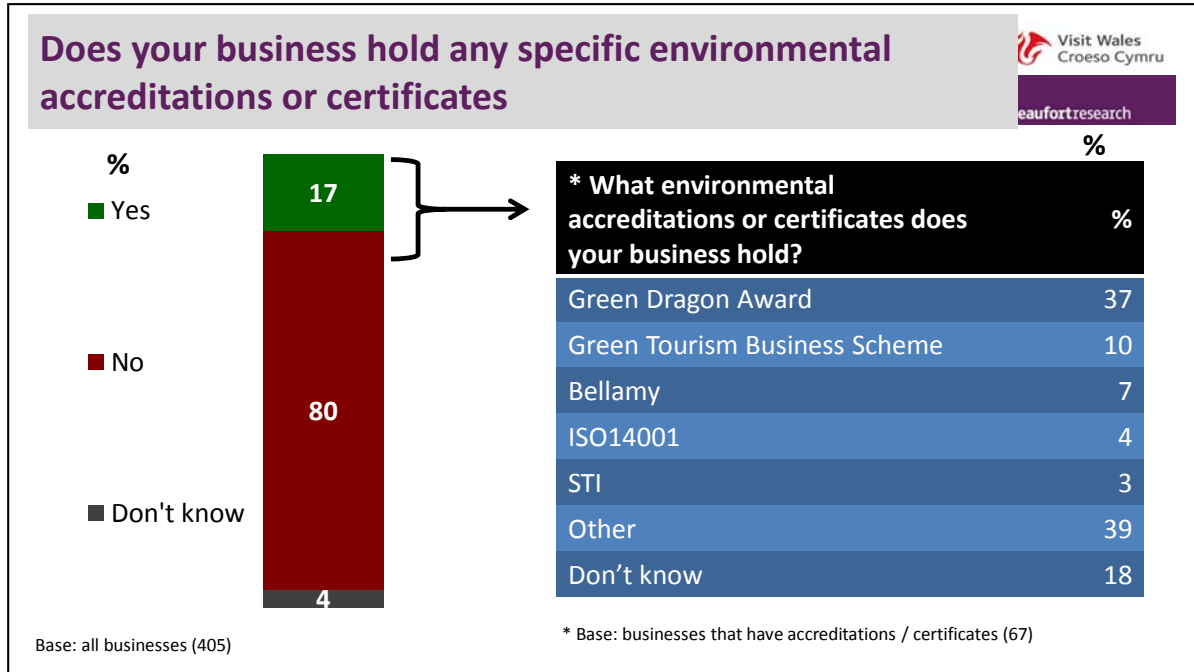 Does your business hold any specific environmental
accreditations or certificates
Visit Wales
Croeso Cymru
eaufortresearch
%
Yes
No
Don't know
17
80
4
%
* What environmental
accreditations or certificates does
your business hold?
%
Green Dragon Award 37
Green Tourism Business Scheme 10
Bellamy 7
ISO14001 4
STI 3
Other 39
Don’t know 18
Base: all businesses (405)
* Base: businesses that have accreditations / certificates (67)